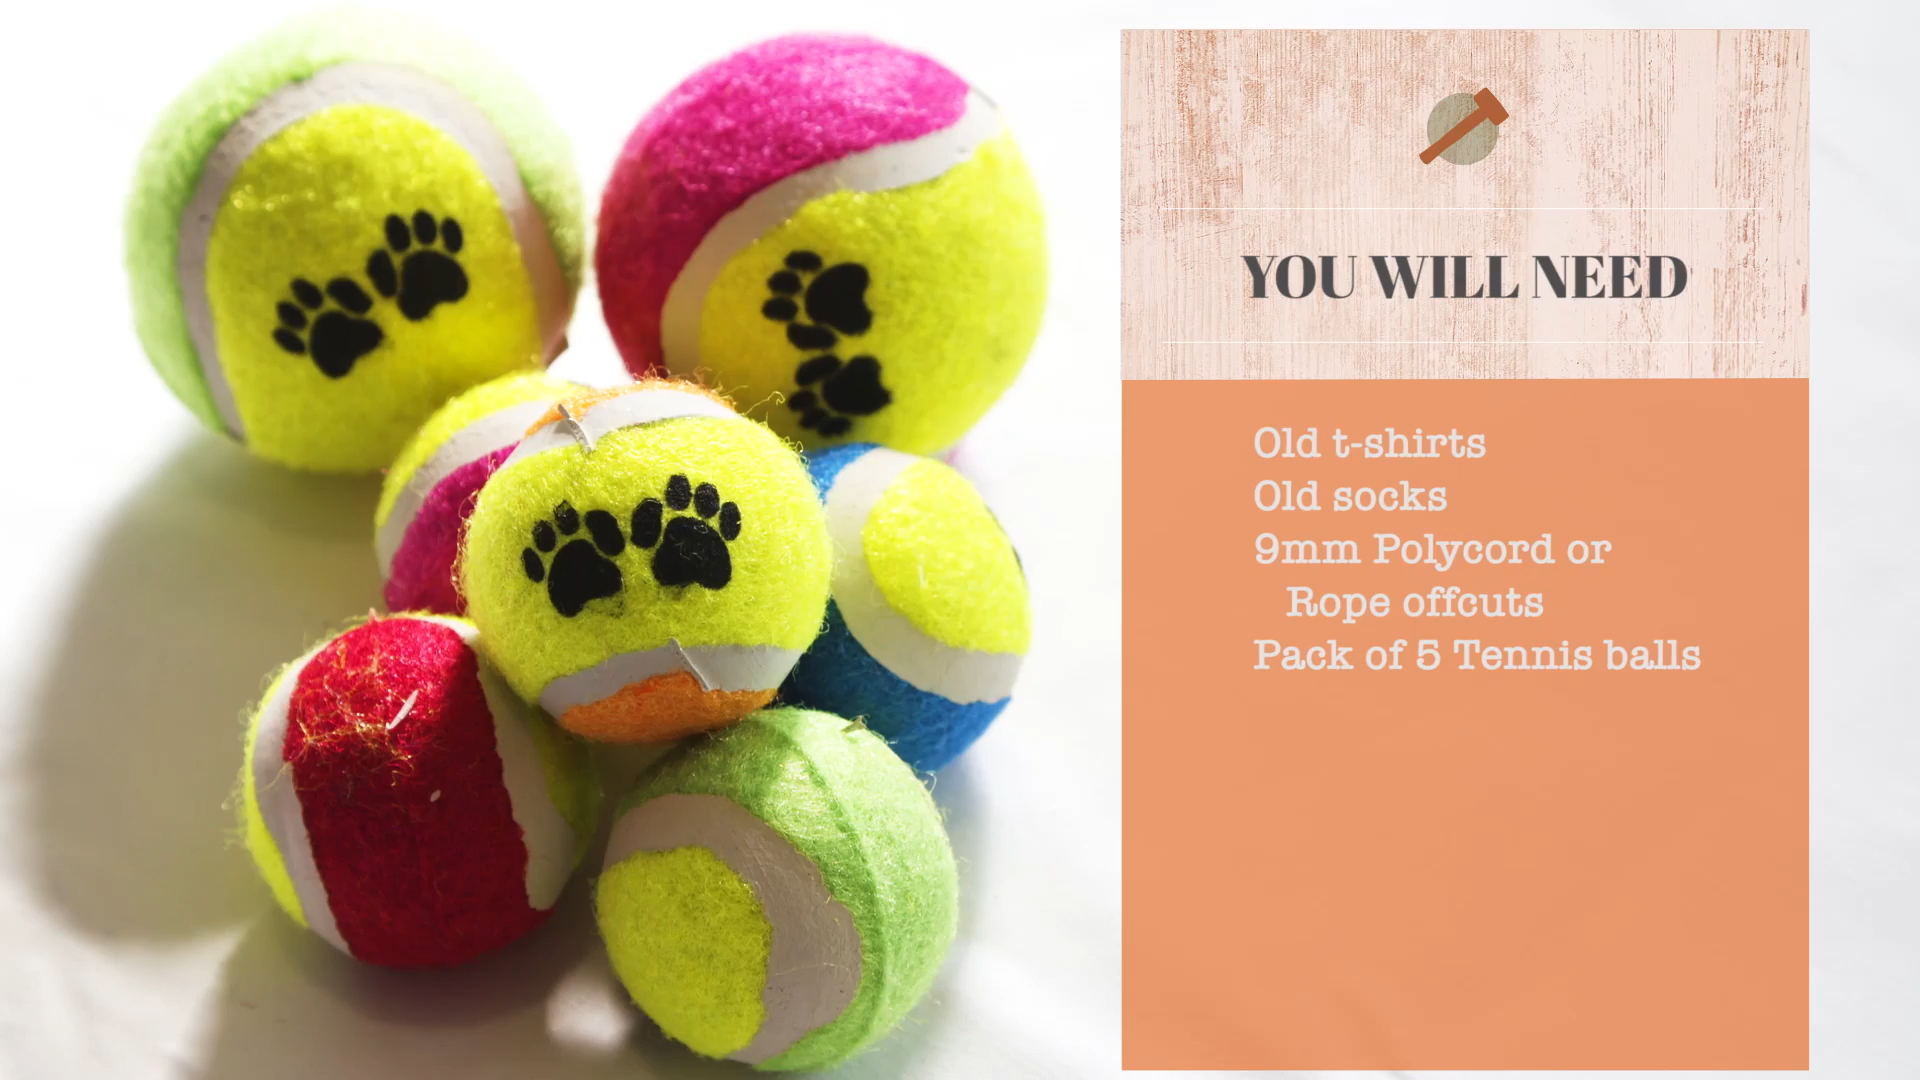 YOU WILL NEED
Old t-shirts
Old socks
9mm Polycord or
Rope offcuts
Pack of 5 Tennis balls